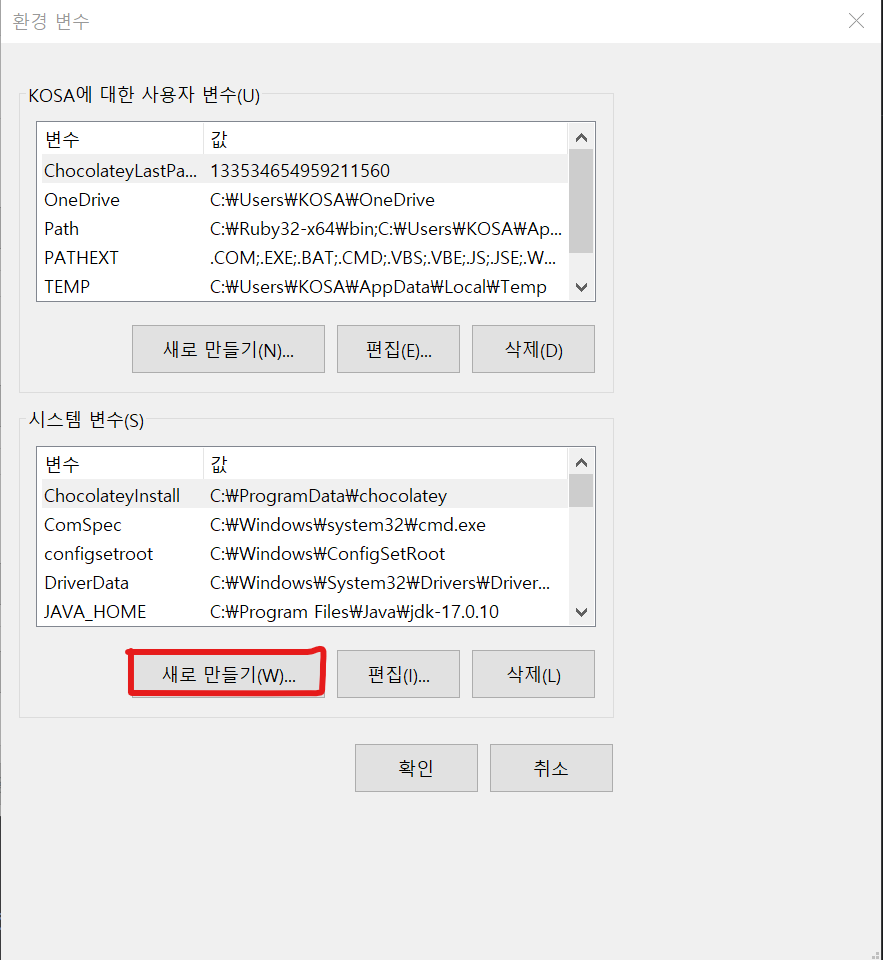 환경 변수
KOSA에 대한 사용자 변수(U)
변수 값
ChocolateyLastPa... 133534654959211560
OneDrive C:₩Users₩KOSA₩OneDrive
Path C:₩Ruby32-x64₩bin;C:₩Users₩KOSA₩Ap...
PATHEXT .COM;.EXE;.BAT;.CMD;.VBS;.VBE;.JS;.JSE;.W...
TEMP C:₩Users₩KOSA₩AppData₩Local₩Temp
새로 만들기(N)... 편집(E)... 삭제(D)
시스템 변수(S)
변수 값
ChocolateyInstall C:₩ProgramData₩chocolatey
ComSpec C:₩Windows₩system32₩cmd.exe
configsetroot C:₩Windows₩ConfigSetRoot
DriverData C:₩Windows₩System32₩Drivers₩Driver...
JAVA_HOME C:₩Program Files₩Java₩jdk-17.0.10
새로 만들기(W)... 편집(I)... 삭제(L)
확인 취소